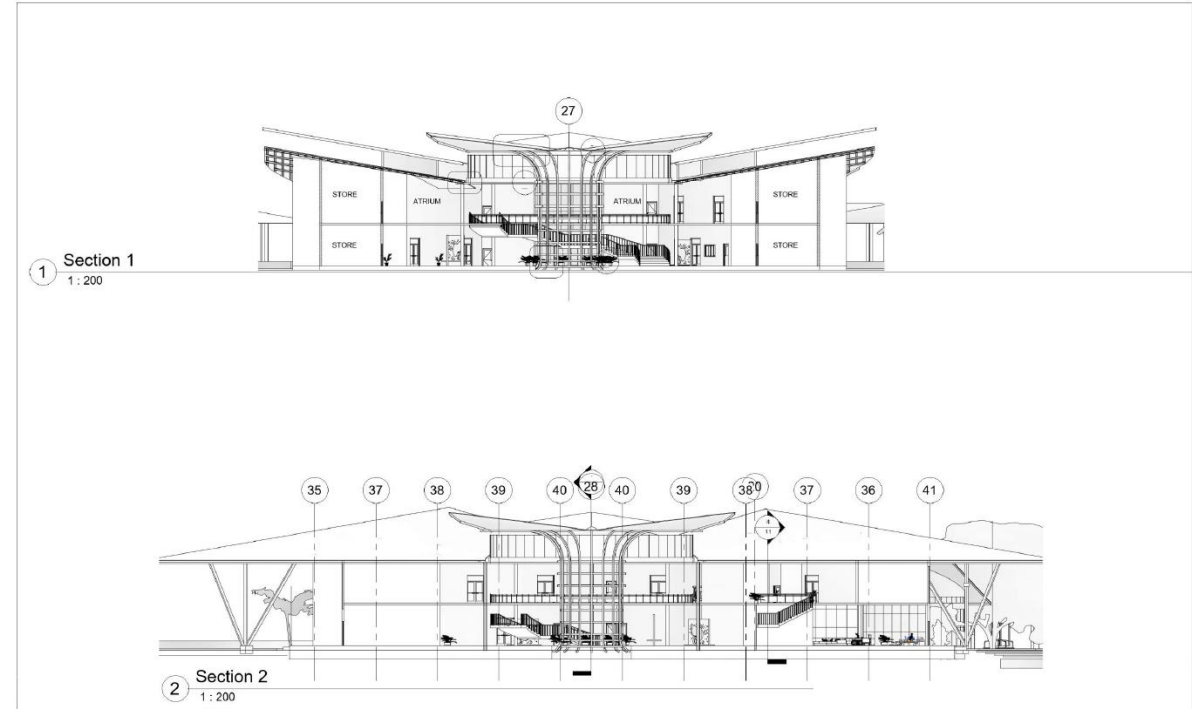 27
STORE
ATRIUM
ATRIUM
STORE
STORE
STORE
1 Section 1
1 : 200
35 37 38 39 40 28 40 39 38 37 36 41
2 Section 2
1 : 200